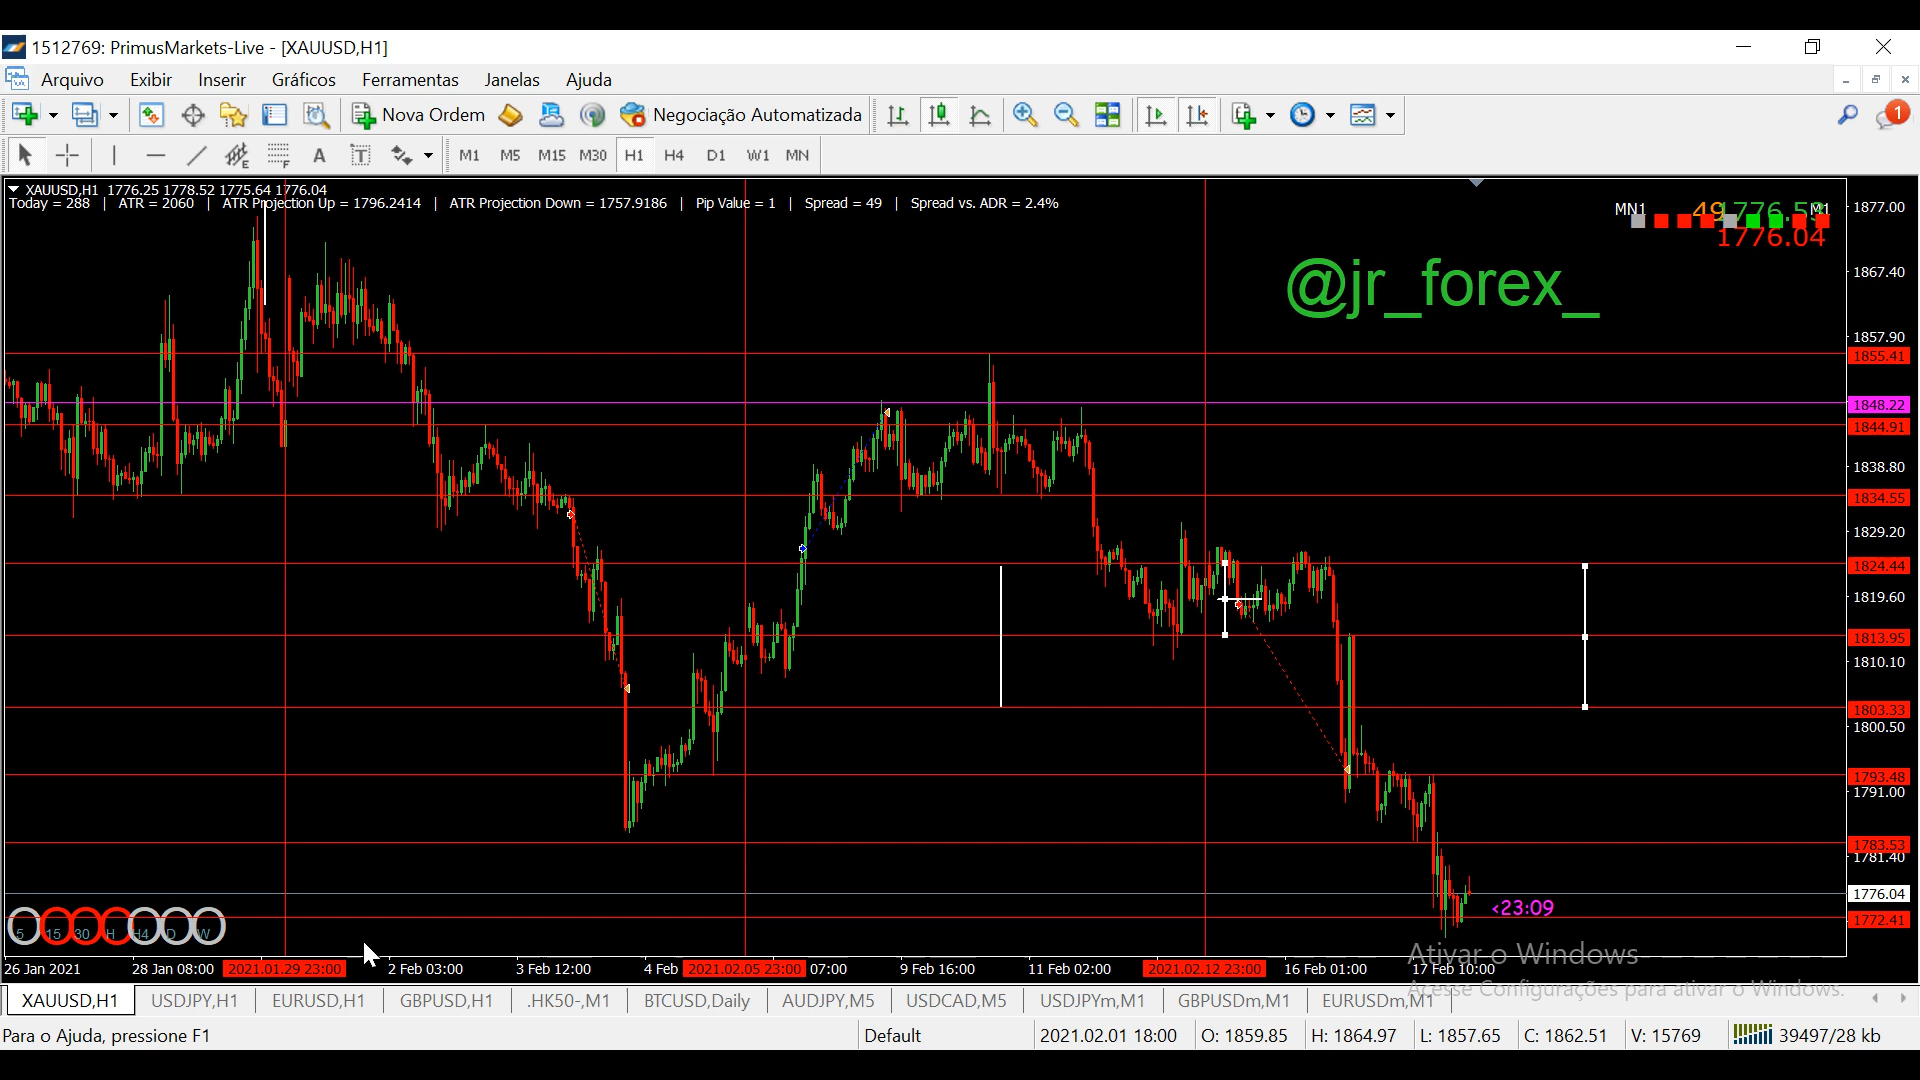 1512769: PrimusMarkets-Live - [XAUUSD,H1]
Arquivo Exibir Inserir Gráficos Ferramentas Janelas Ajuda
Nova Ordem Negociação Automatizada 1
E F A T M1 M5 M15 M30 H1 H4 D1 W1 MN
XAUUSD,H1 1776.25 1778.52 1775.64 1776.04
Today = 288 | ATR = 2060 | ATR Projection Up = 1796.2414 | ATR Projection Down = 1757.9186 | Pip Value = 1 | Spread = 49 | Spread vs. ADR = 2.4%
MN1 49 1776.53 M1
1776.04
@jr_forex_
1877.00
1867.40
1857.90
1855.41
1848.22
1844.91
1838.80
1834.55
1829.20
1824.44
1819.60
1813.95
1810.10
1803.33
1800.50
1793.48
1791.00
1783.53
1781.40
1776.04
1772.41
<23:09
5 15 30 H H4 D W
26 Jan 2021 28 Jan 08:00 2021.01.29 23:00 2 Feb 03:00 3 Feb 12:00 4 Feb 2021.02.05 23:00 07:00 9 Feb 16:00 11 Feb 02:00 2021.02.12 23:00 16 Feb 01:00 17 Feb 10:00
Ativar o Windows
Acesse Configurações para ativar o Windows.
XAUUSD,H1 USDJPY,H1 EURUSD,H1 GBPUSD,H1 .HK50-,M1 BTCUSD,Daily AUDJPY,M5 USDCAD,M5 USDJPYm,M1 GBPUSDm,M1 EURUSDm,M1
Para o Ajuda, pressione F1 Default 2021.02.01 18:00 O: 1859.85 H: 1864.97 L: 1857.65 C: 1862.51 V: 15769 39497/28 kb